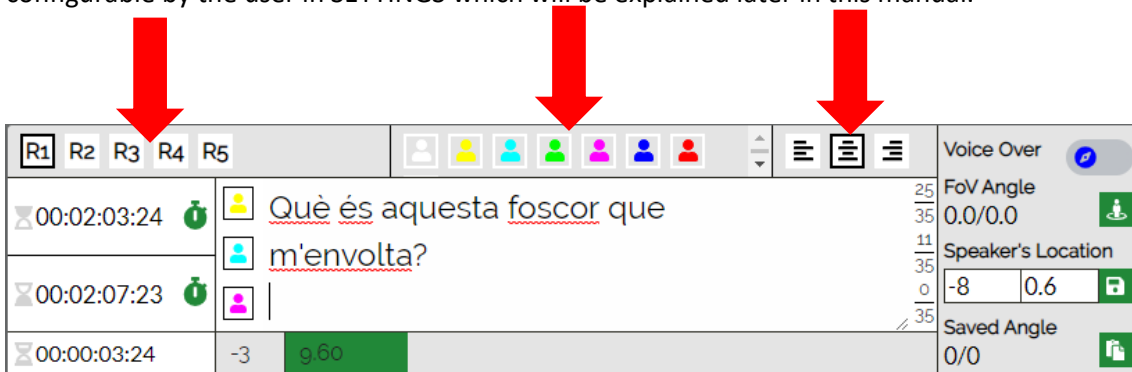 configurable by the user in SETTINGS which will be explained later in this manual.
R1 R2 R3 R4 R5
Voice Over
00:02:03:24
Què és aquesta foscor que
25
35
FoV Angle
0.0/0.0
m'envolta?
11
35
Speaker's Location
00:02:07:23
0
35
-8 0.6
Saved Angle
0/0
00:00:03:24
-3 9.60